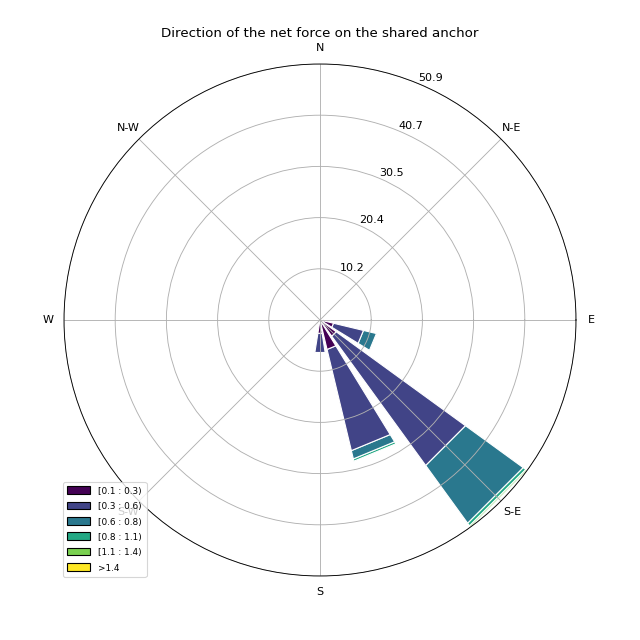 Direction of the net force on the shared anchor
N
50.9
N-W
40.7
N-E
30.5
20.4
10.2
W
E
[0.1 : 0.3)
[0.3 : 0.6)
[0.6 : 0.8)
[0.8 : 1.1)
[1.1 : 1.4)
>1.4
S-W
S-E
S